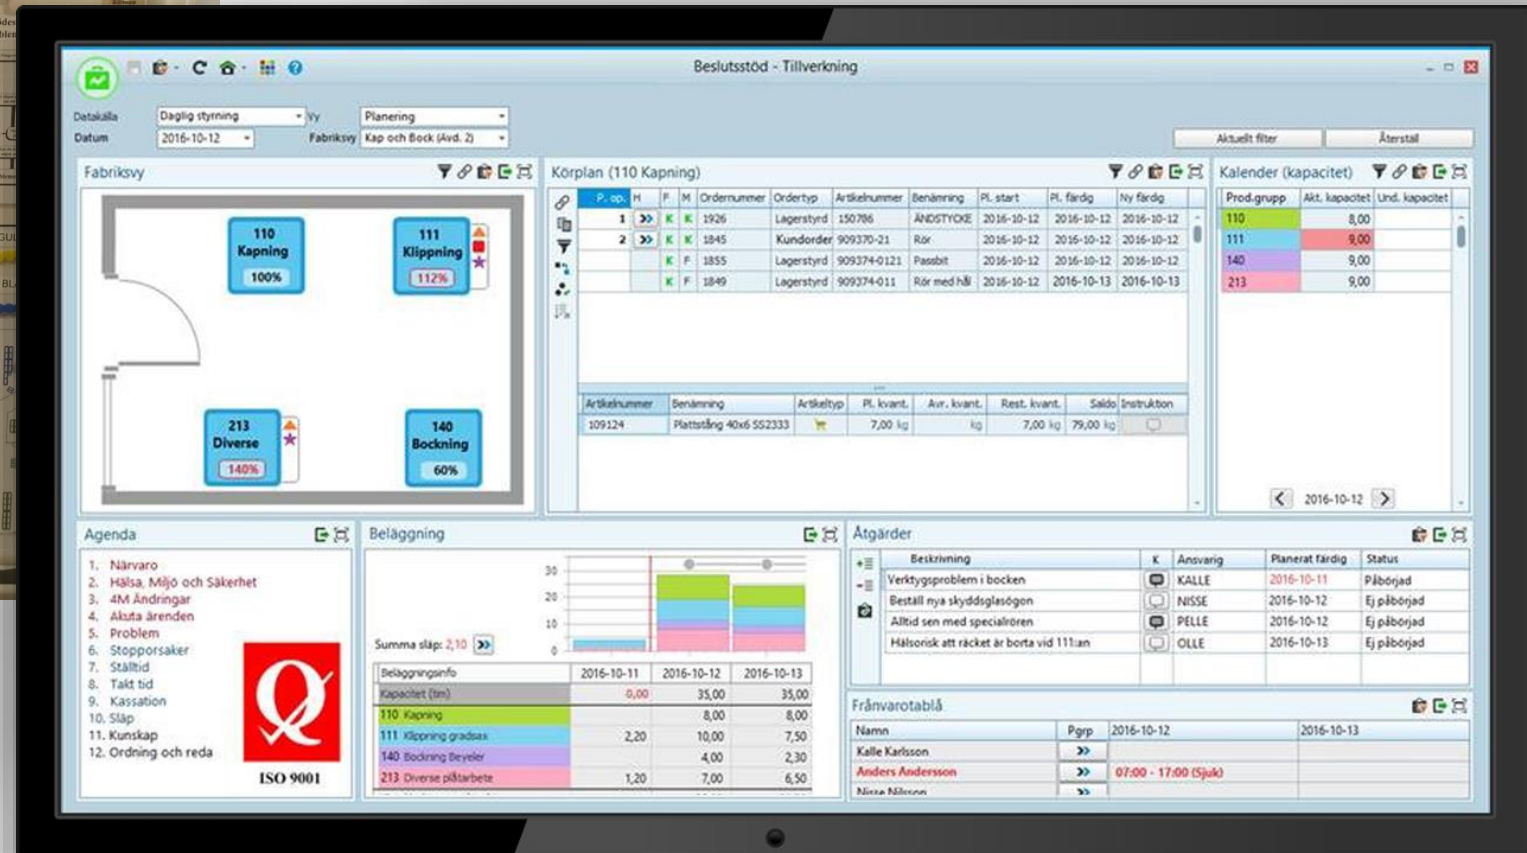 Beslutsstöd - Tillverkning
Datakälla Daglig styrning Vy Planering
Datum 2016-10-12 Fabriksvy Kap och Bock (Avd. 2) Aktuellt filter Återställ
Fabriksvy
110
Kapning
100%
111
Klippning
112%
213
Diverse
140%
140
Bockning
60%
Körplan (110 Kapning)
P. op. H F M Ordernummer Ordertyp Artikelnummer Benämning Pl. start Pl. färdig Ny färdig
1 K K 1926 Lagerstyrd 150786 ÄNDSTYCKE 2016-10-12 2016-10-12 2016-10-12
2 K K 1845 Kundorder 909370-21 Rör 2016-10-12 2016-10-12 2016-10-12
K F 1855 Lagerstyrd 909374-0121 Passbit 2016-10-12 2016-10-12 2016-10-12
K F 1849 Lagerstyrd 909374-011 Rör med hål 2016-10-12 2016-10-13 2016-10-13
Artikelnummer Benämning Artikeltyp Pl. kvant. Avr. kvant. Rest. kvant. Saldo Instruktion
109124 Plattstång 40x6 SS2333 7,00 kg kg 7,00 kg 79,00 kg
Kalender (kapacitet)
Prod.grupp Akt. kapacitet Und. kapacitet
110 8,00
111 9,00
140 9,00
213 9,00
2016-10-12
Agenda
1. Närvaro
2. Hälsa, Miljö och Säkerhet
3. 4M Ändringar
4. Akuta ärenden
5. Problem
6. Stopporsaker
7. Ställtid
8. Takt tid
9. Kassation
10. Släp
11. Kunskap
12. Ordning och reda
ISO 9001
Beläggning
30
20
10
0
Summa släp: 2,10
Beläggningsinfo 2016-10-11 2016-10-12 2016-10-13
Kapacitet (tim) 0,00 35,00 35,00
110 Kapning 8,00 8,00
111 Klippning gradsax 2,20 10,00 7,50
140 Bockning Beyeler 4,00 2,30
213 Diverse plåtarbete 1,20 7,00 6,50
Åtgärder
Beskrivning K Ansvarig Planerat färdig Status
Verktygsproblem i bocken KALLE 2016-10-11 Påbörjad
Beställ nya skyddsglasögon NISSE 2016-10-12 Ej påbörjad
Alltid sen med specialrören PELLE 2016-10-12 Ej påbörjad
Hälsorisk att räcket är borta vid 111:an OLLE 2016-10-13 Ej påbörjad
Frånvarotablå
Namn Pgrp 2016-10-12 2016-10-13
Kalle Karlsson
Anders Andersson 07:00 - 17:00 (Sjuk)
Nisse Nilsson